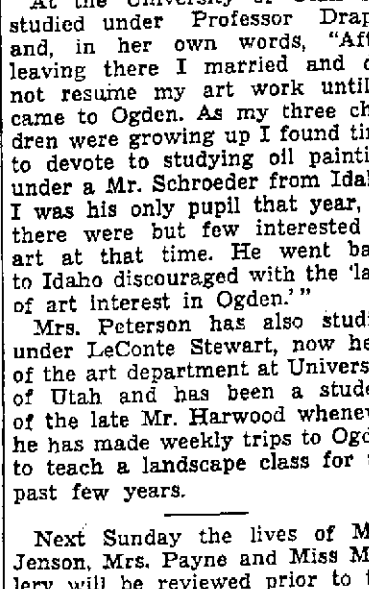 At the University of Utah
studied under Professor Drap
and, in her own words, "Aft
leaving there I married and d
not resume my art work until
came to Ogden. As my three ch
dren were growing up I found ti
to devote to studying oil painti
under a Mr. Schroeder from Ida
I was his only pupil that year,
there were but few interested
art at that time. He went ba
to Idaho discouraged with the 'la
of art interest in Ogden.'"
Mrs. Peterson has also studi
under LeConte Stewart, now he
of the art department at Univers
of Utah and has been a stude
of the late Mr. Harwood whenev
he has made weekly trips to Ogd
to teach a landscape class for
past few years.
Next Sunday the lives of M
Jenson, Mrs. Payne and Miss M
lery will be reviewed prior to